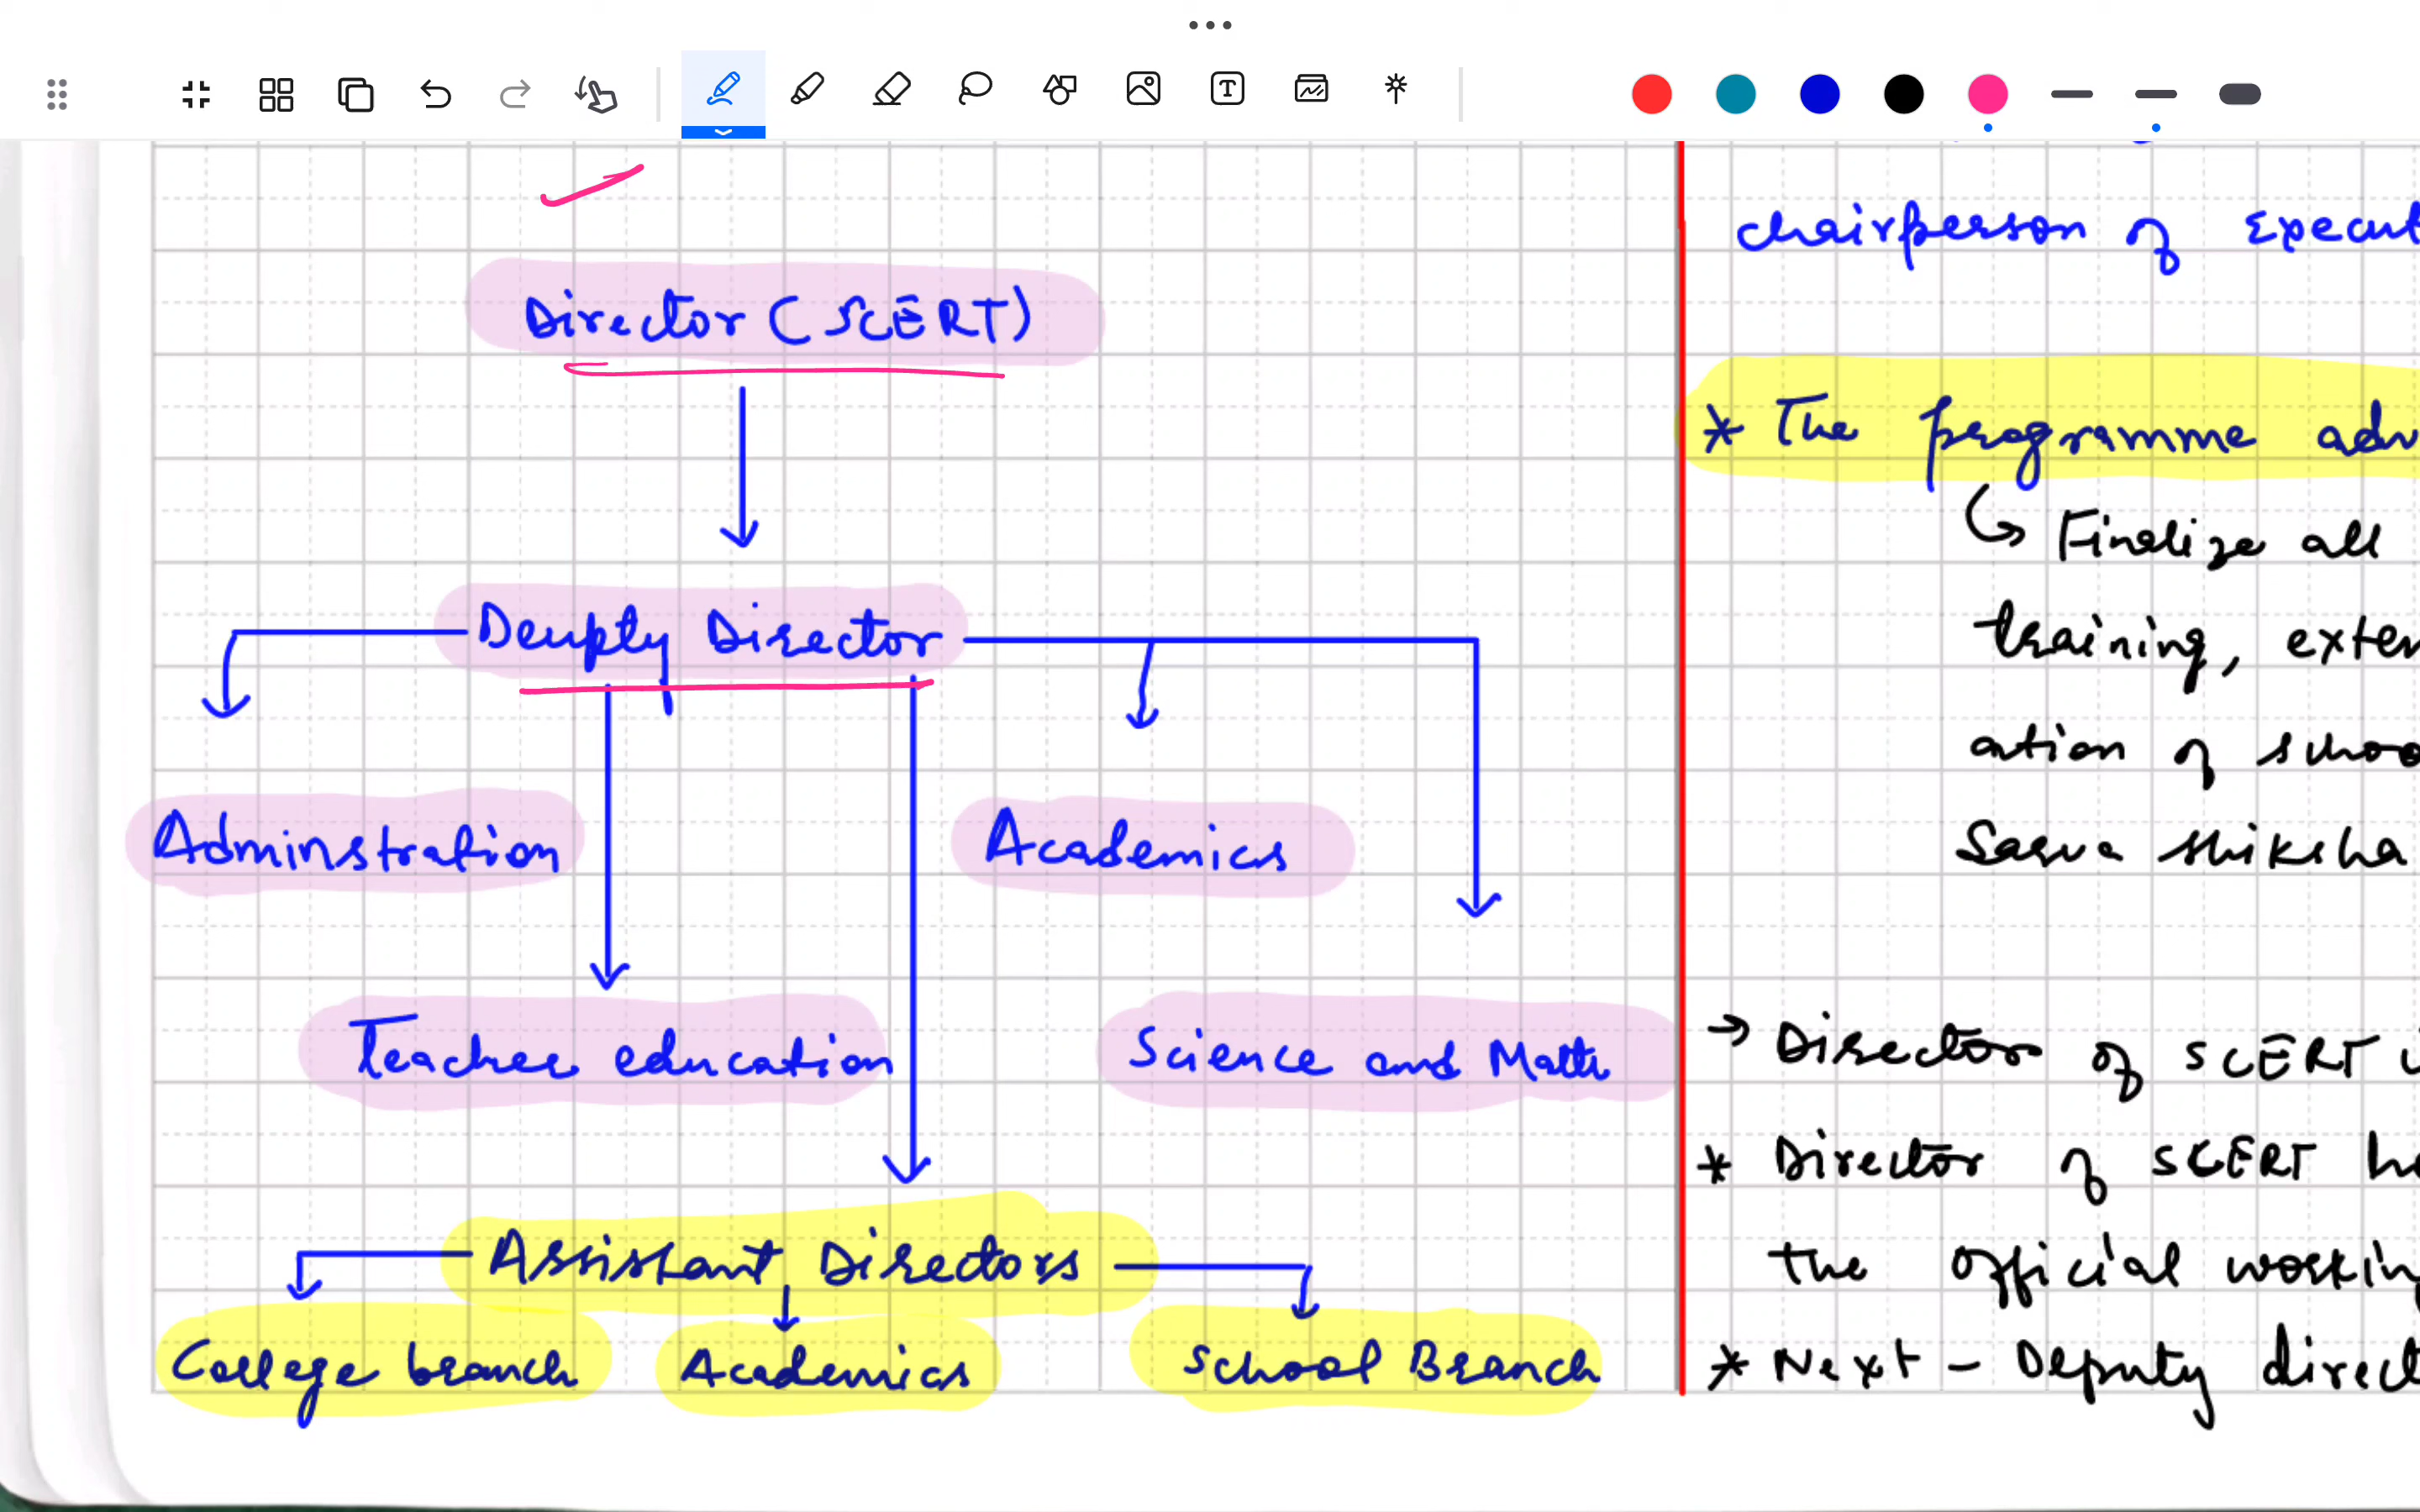 Director (SCERT)
Deupty Director
Adminstration
Academics
Teacher education
Science and Math
Assistant Directors
College branch
Academics
School Branch
chairperson of
* The programme
Finalize all
training,
ation of
Sarva shiksha
→ Director of SCERT
* Director of SCERT
the official
* Next - Deputy